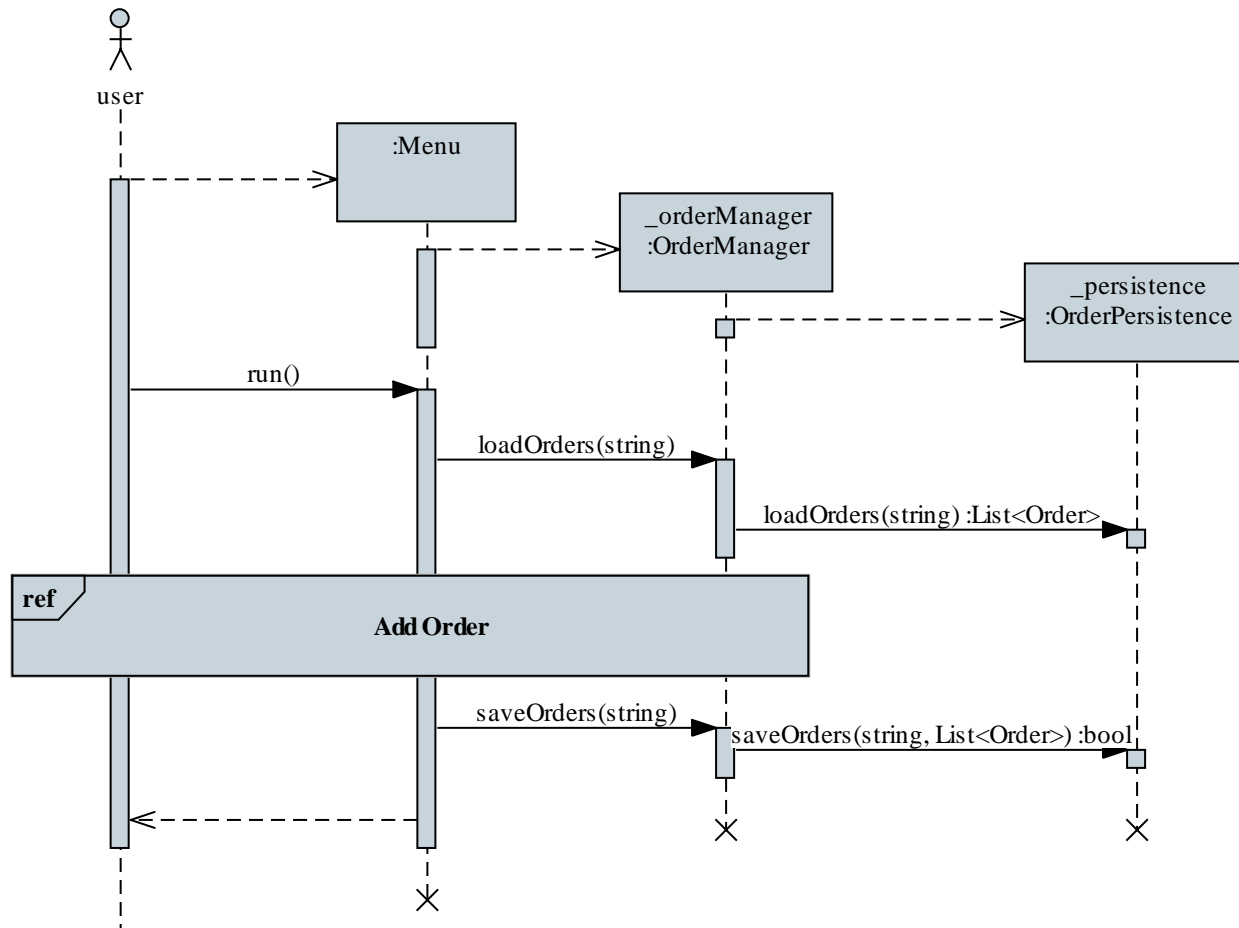 user
:Menu
_orderManager
:OrderManager
_persistence
:OrderPersistence
run()
loadOrders(string)
loadOrders(string) :List<Order>
ref
Add Order
saveOrders(string)
saveOrders(string, List<Order>) :bool